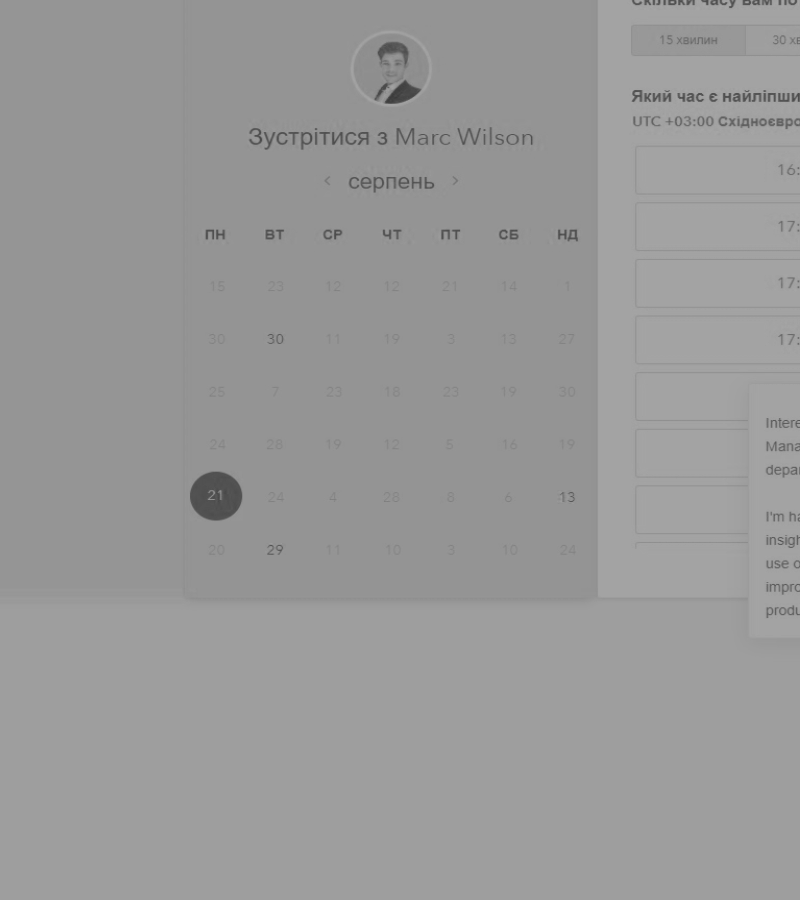 Зустрітися з Marc Wilson
серпень
ПН ВТ СР ЧТ ПТ СБ НД
15 23 12 12 21 14 1
30 30 11 19 3 13 27
25 7 23 18 23 19 30
24 28 19 12 5 16 19
21 24 4 28 8 6 13
20 29 11 10 3 10 24
Скільки часу вам по
15 хвилин 30 хв
Який час є найліпши
UTC +03:00 Східноєвро
16:
17:
17:
17:
Intere
Mana
depar
I'm ha
insigh
use o
impro
produ